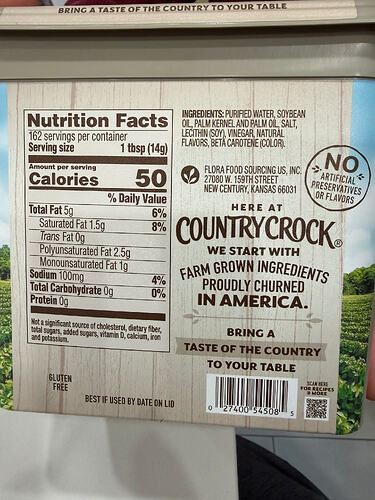 BRING A TASTE OF THE COUNTRY TO YOUR TABLE
Nutrition Facts
162 servings per container
Serving size 1 tbsp (14g)
Amount per serving
Calories 50
% Daily Value
Total Fat 5g 6%
Saturated Fat 1.5g 8%
Trans Fat 0g
Polyunsaturated Fat 2.5g
Monounsaturated Fat 1g
Sodium 100mg 4%
Total Carbohydrate 0g 0%
Protein 0g 0%
Not a significant source of cholesterol, dietary fiber,
total sugars, added sugars, vitamin D, calcium, iron
and potassium.
GLUTEN
FREE
BEST IF USED BY DATE ON LID
INGREDIENTS: PURIFIED WATER, SOYBEAN
OIL, PALM KERNEL AND PALM OIL, SALT,
LECITHIN (SOY), VINEGAR, NATURAL
FLAVORS, BETA CAROTENE (COLOR).
FLORA FOOD SOURCING US, INC.
27080 W. 159TH STREET
NEW CENTURY, KANSAS 66031
NO
ARTIFICIAL
PRESERVATIVES
OR FLAVORS
HERE AT
COUNTRY CROCK®
WE START WITH
FARM GROWN INGREDIENTS
PROUDLY CHURNED
IN AMERICA.
BRING A
TASTE OF THE COUNTRY
TO YOUR TABLE
0 27400 54508 5
SCAN HERE
FOR RECIPES
& MORE